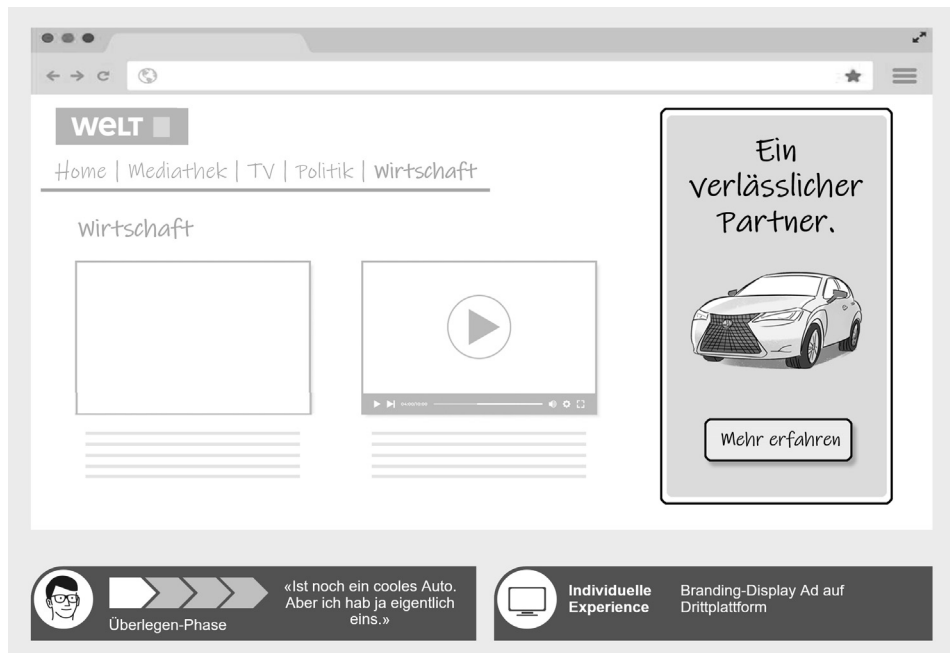 WELT
Home | Mediathek | TV | Politik | Wirtschaft
Wirtschaft
Ein
verlässlicher
Partner.
Mehr erfahren
Überlegen-Phase
«Ist noch ein cooles Auto.
Aber ich hab ja eigentlich
eins.»
Individuelle
Experience
Branding-Display Ad auf
Drittplattform